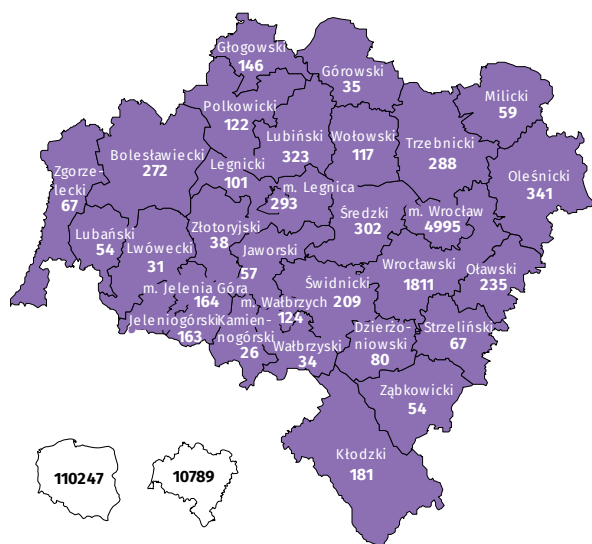 Głogowski
146
Górowski
35
Milicki
59
Polkowicki
122
Lubiński
323
Wołowski
117
Trzebnicki
288
Bolesławiecki
272
Legnicki
101
m. Legnica
293
Oleśnicki
341
Zgorze-
lecki
67
Lubański
54
Lwówecki
31
Złotoryjski
38
Jaworski
57
Średzki
302
m. Wrocław
4995
Wrocławski
1811
Oławski
235
m. Jelenia Góra
164
m.
Wałbrzych
124
Świdnicki
209
Jeleniogórski
163
Kamien-
nogórski
26
Wałbrzyski
34
Dzierżo-
niowski
80
Strzeliński
67
Ząbkowicki
54
Kłodzki
181
110247
10789